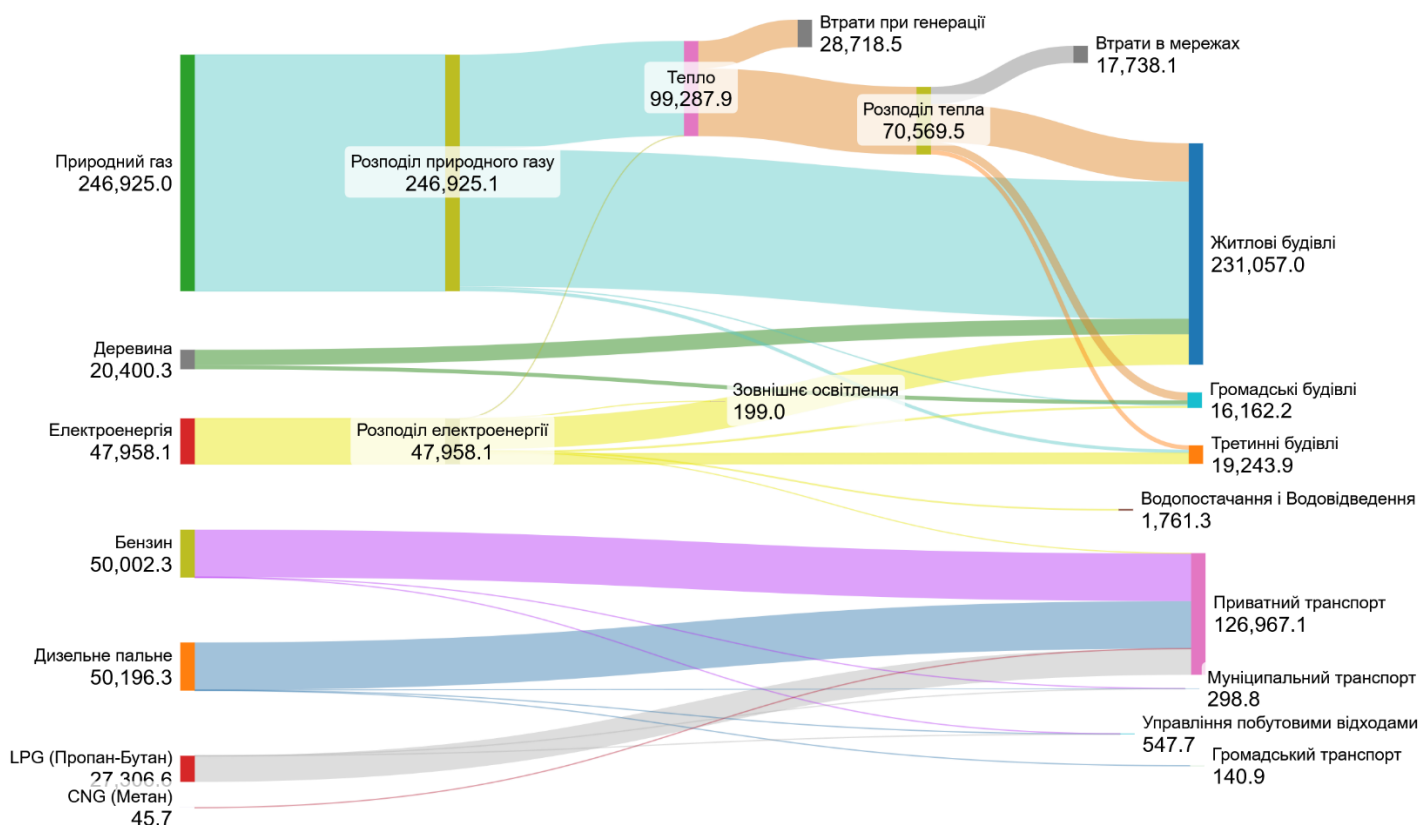 Втрати при генерації
28,718.5
Втрати в мережах
17,738.1
Тепло
99,287.9
Розподіл тепла
70,569.5
Природний газ
246,925.0
Розподіл природного газу
246,925.1
Житлові будівлі
231,057.0
Деревина
20,400.3
Зовнішнє освітлення
199.0
Громадські будівлі
16,162.2
Електроенергія
47,958.1
Розподіл електроенергії
47,958.1
Третинні будівлі
19,243.9
Водопостачання і Водовідведення
1,761.3
Бензин
50,002.3
Приватний транспорт
126,967.1
Дизельне пальне
50,196.3
Муніципальний транспорт
298.8
Управління побутовими відходами
547.7
LPG (Пропан-Бутан)
27,306.6
Громадський транспорт
140.9
CNG (Метан)
45.7